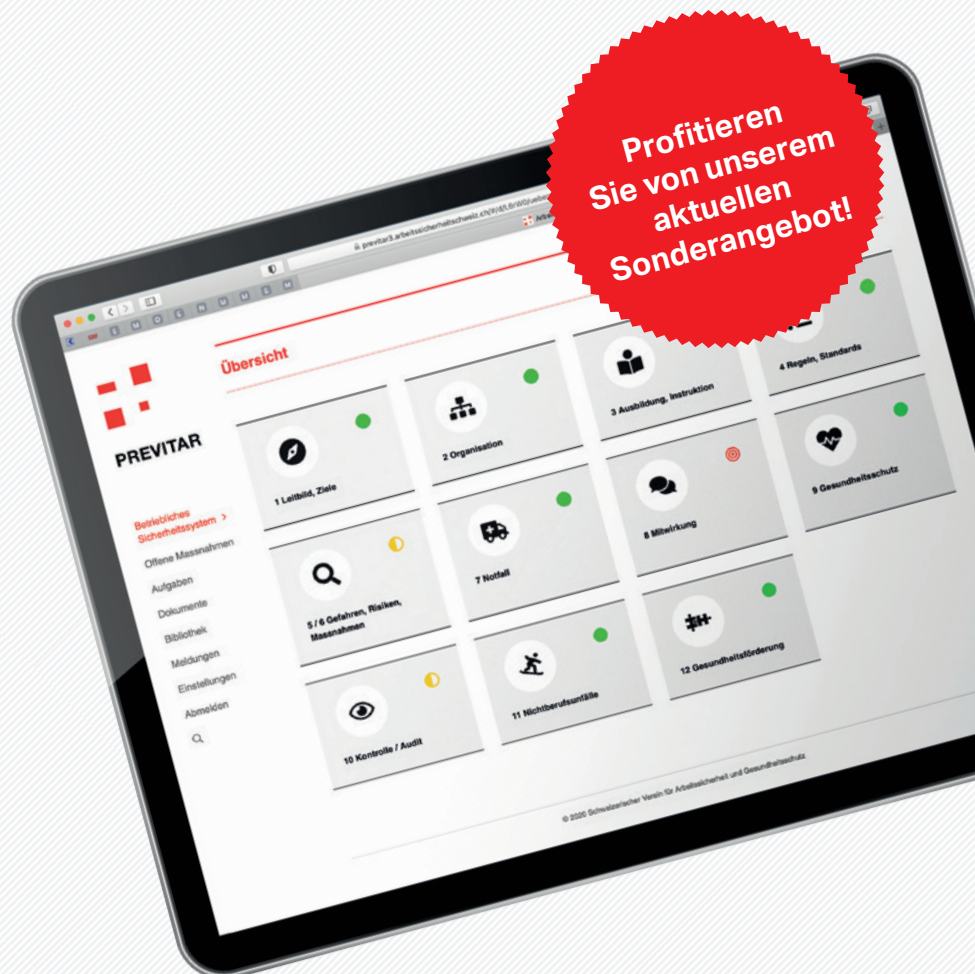 Profitieren
Sie von unserem
aktuellen
Sonderangebot!
Übersicht
PREVITAR
Betriebliches
Sicherheitssystem >
Offene Massnahmen
Aufgaben
Dokumente
Bibliothek
Meldungen
Einstellungen
Abmelden
1 Leitbild, Ziele
2 Organisation
3 Ausbildung, Instruktion
4 Regeln, Standards
5 / 6 Gefahren, Risiken,
Massnahmen
7 Notfall
8 Mitwirkung
9 Gesundheitsschutz
10 Kontrolle / Audit
11 Nichtberufsunfälle
12 Gesundheitsförderung
© 2020 Schweizerischer Verein für Arbeitssicherheit und Gesundheitsschutz